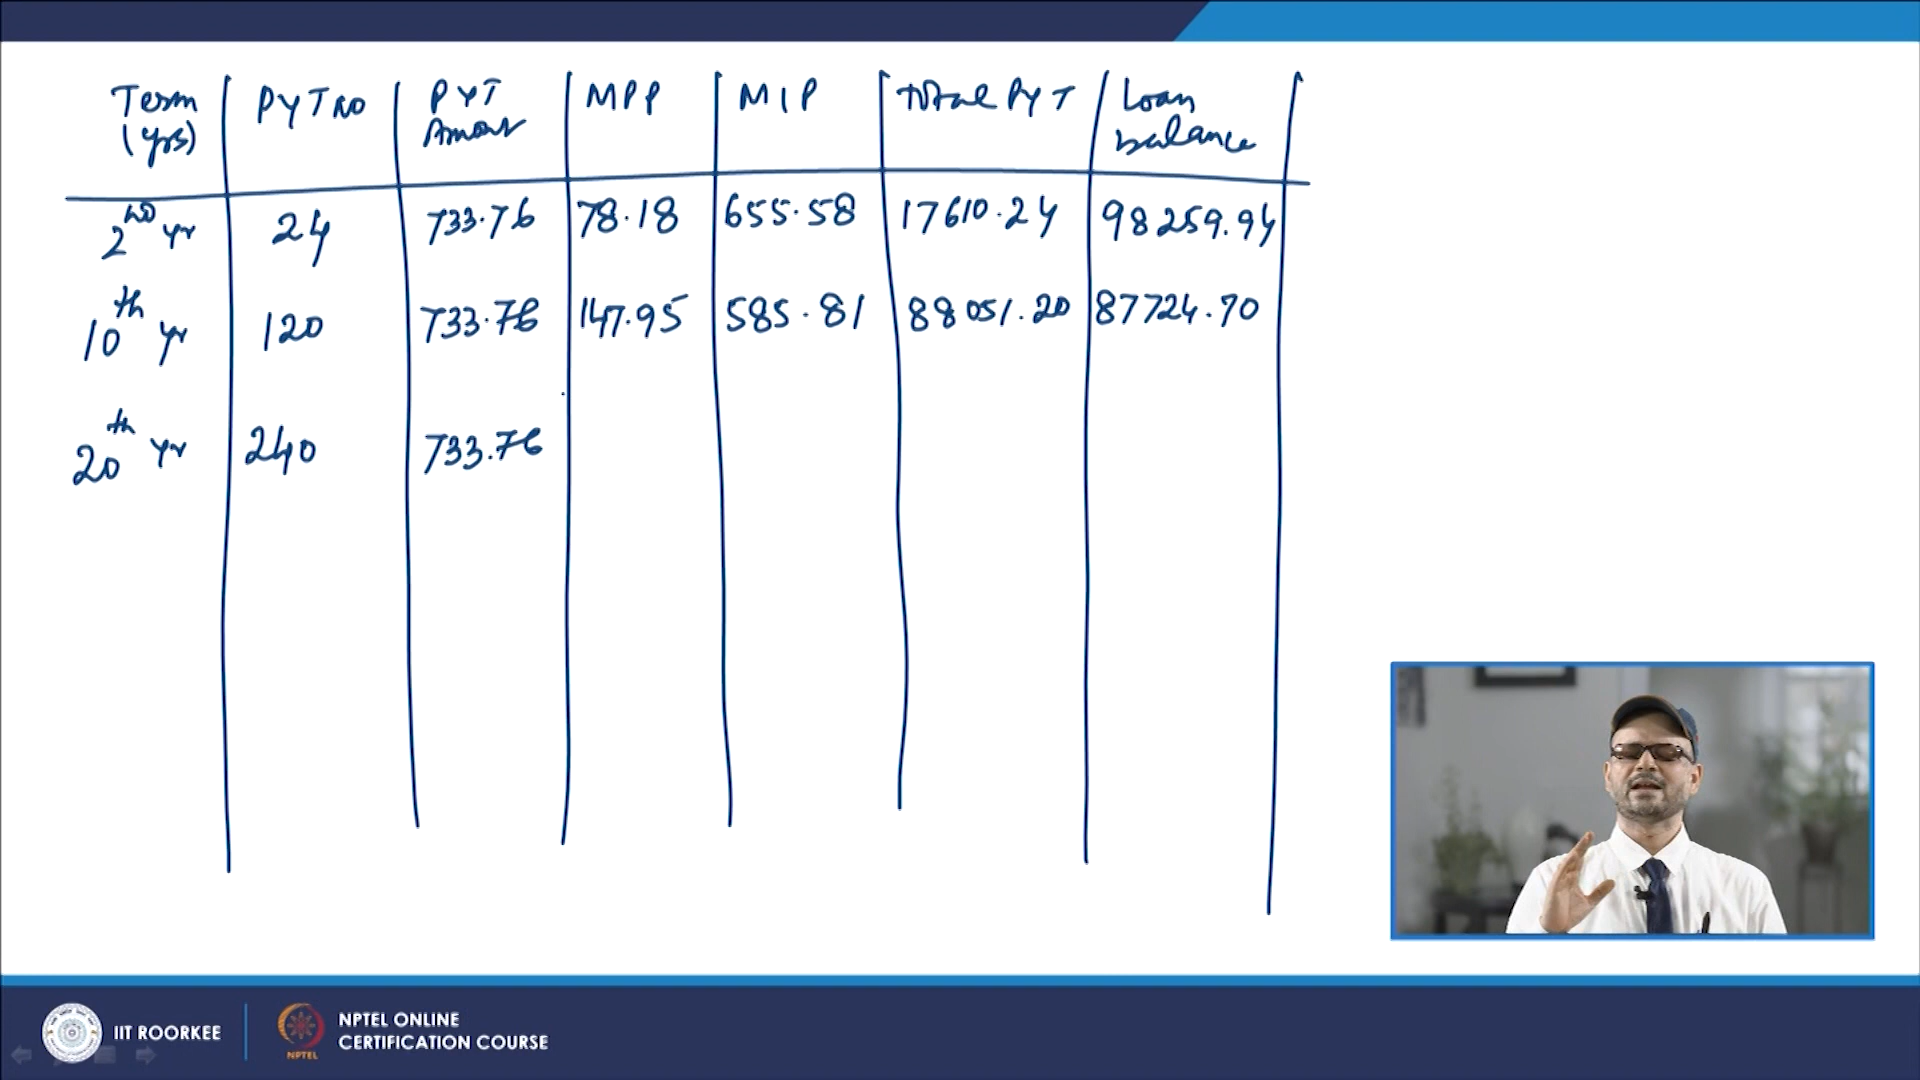 Term (yrs) PYT NO PYT Amount MPP MIP Total PYT Loan balance
2nd yr 24 733.76 78.18 655.58 17610.24 98259.94
10th yr 120 733.76 147.95 585.81 88051.20 87724.70
20th yr 240 733.76
IIT ROORKEE
NPTEL
NPTEL ONLINE
CERTIFICATION COURSE